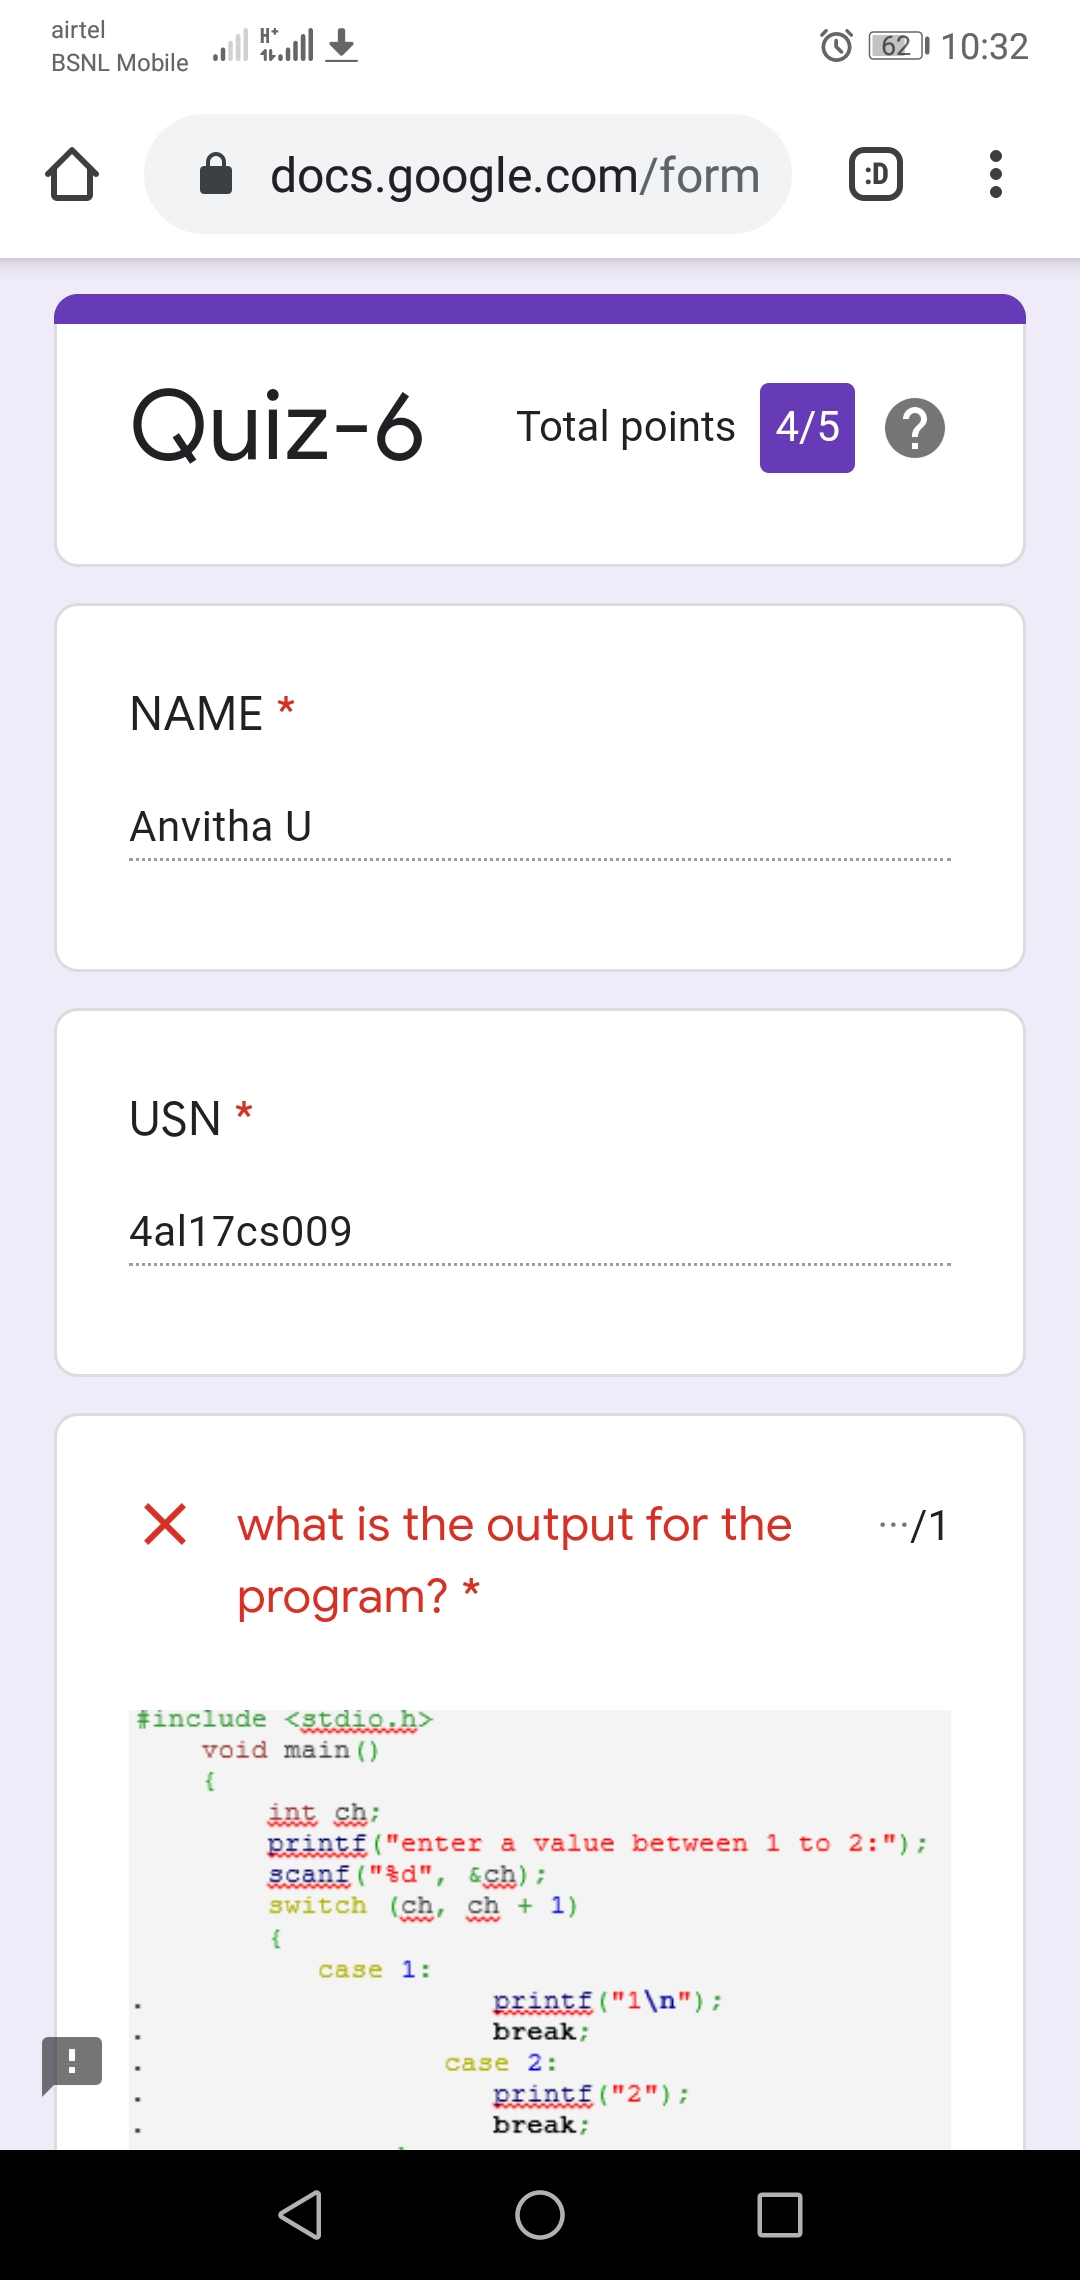 airtel
BSNL Mobile
H+
62
10:32
docs.google.com/form
:D
Quiz-6
Total points
4/5
?
NAME *
Anvitha U
USN *
4al17cs009
what is the output for the
program? *
···/1
#include <stdio.h>
void main()
{
int ch;
printf("enter a value between 1 to 2:");
scanf("%d", &ch);
switch (ch, ch + 1)
{
case 1:
printf("1\n");
break;
case 2:
printf("2");
break;